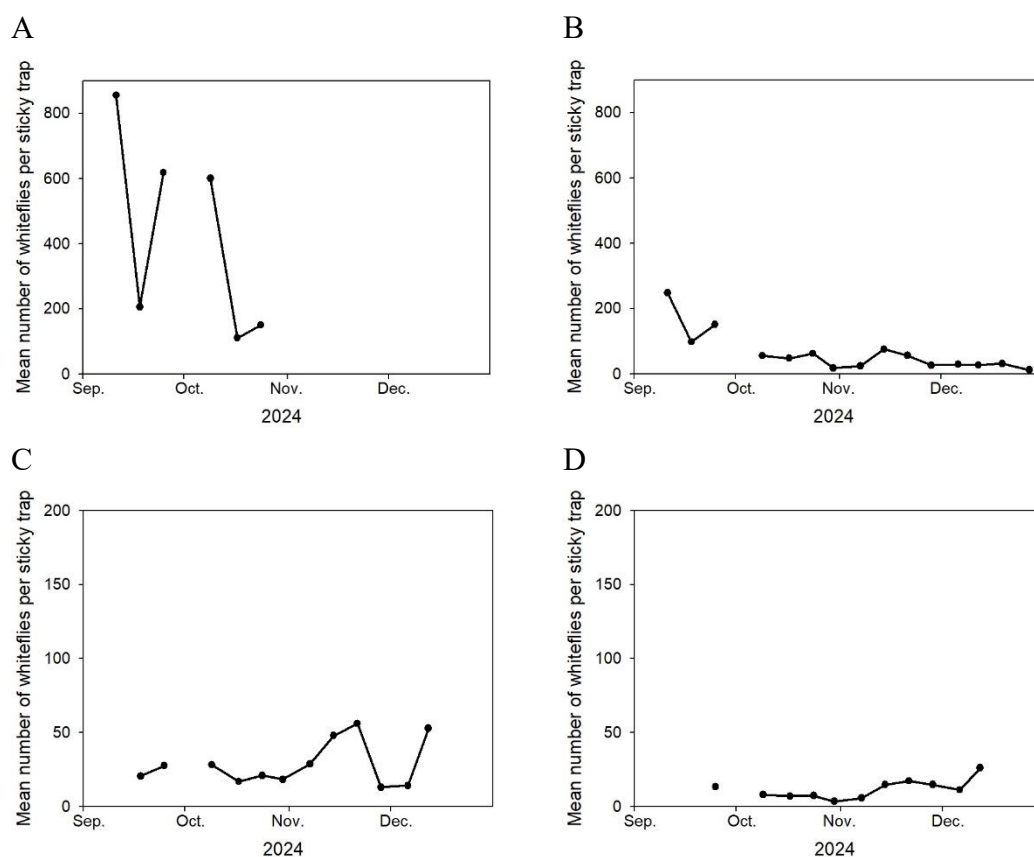 A
Mean number of whiteflies per sticky trap
800
600
400
200
0
Sep.
Oct.
Nov.
Dec.
2024
B
Mean number of whiteflies per sticky trap
800
600
400
200
0
Sep.
Oct.
Nov.
Dec.
2024
C
Mean number of whiteflies per sticky trap
200
150
100
50
0
Sep.
Oct.
Nov.
Dec.
2024
D
Mean number of whiteflies per sticky trap
200
150
100
50
0
Sep.
Oct.
Nov.
Dec.
2024